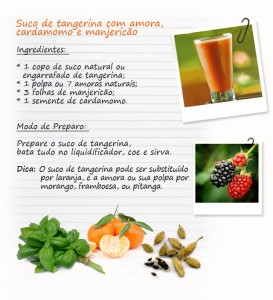 Suco de tangerina com amora,
cardamomo e manjericão
Ingredientes:
* 1 copo de suco natural ou
engarrafado de tangerina;
* 1 polpa ou 7 amoras naturais;
* 3 folhas de manjericão;
* 1 semente de cardamomo.
Modo de Preparo:
Prepare o suco de tangerina,
bata tudo no liquidificador, coe e sirva.
Dica: O suco de tangerina pode ser substituído
por laranja, e a amora ou sua polpa por
morango, framboesa, ou pitanga.